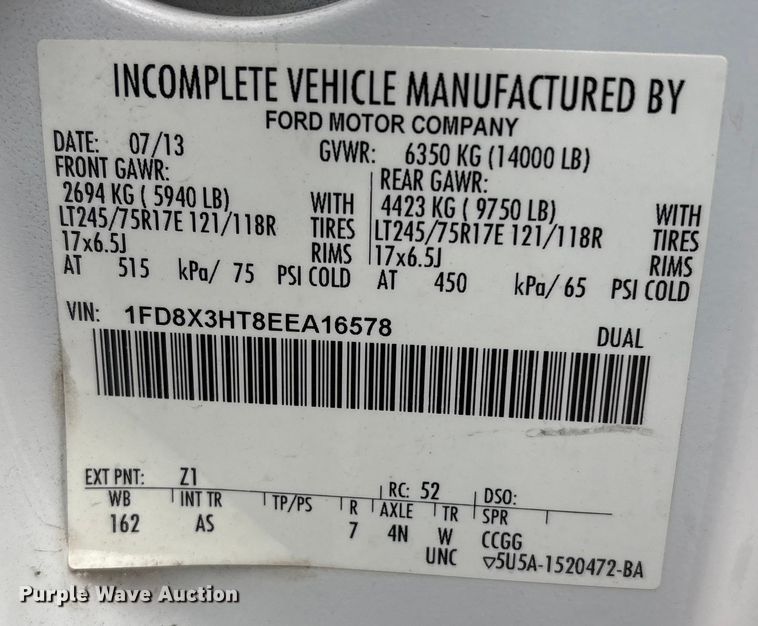 INCOMPLETE VEHICLE MANUFACTURED BY
FORD MOTOR COMPANY
DATE: 07/13 GVWR: 6350 KG (14000 LB)
FRONT GAWR: REAR GAWR:
2694 KG ( 5940 LB) WITH 4423 KG ( 9750 LB) WITH
LT245/75R17E 121/118R TIRES LT245/75R17E 121/118R TIRES
17x6.5J RIMS 17x6.5J RIMS
AT 515 kPa/ 75 PSI COLD AT 450 kPa/ 65 PSI COLD
VIN: 1FD8X3HT8EEA16578 DUAL
EXT PNT: Z1 RC: 52 DSO:
WB INT TR TP/PS R AXLE TR SPR
162 AS 7 4N W CCGG
UNC ▽5U5A-1520472-BA
Purple Wave Auction